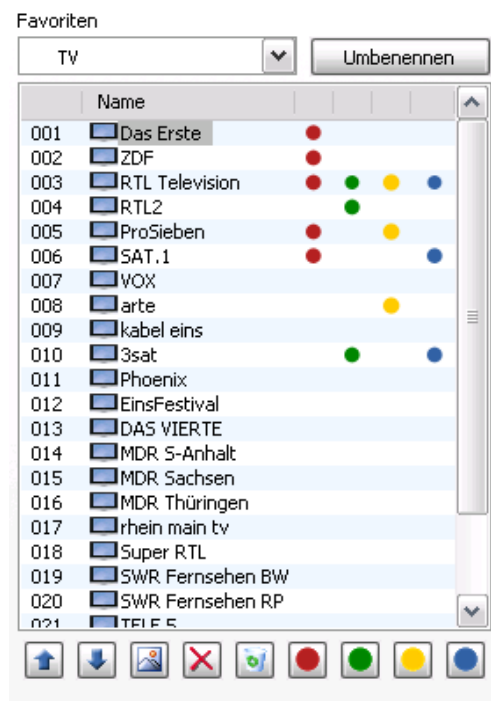 Favoriten
TV
Umbenennen
Name
001 Das Erste
002 ZDF
003 RTL Television
004 RTL2
005 ProSieben
006 SAT.1
007 VOX
008 arte
009 kabel eins
010 3sat
011 Phoenix
012 EinsFestival
013 DAS VIERTE
014 MDR S-Anhalt
015 MDR Sachsen
016 MDR Thüringen
017 rhein main tv
018 Super RTL
019 SWR Fernsehen BW
020 SWR Fernsehen RP
021 TELE 5